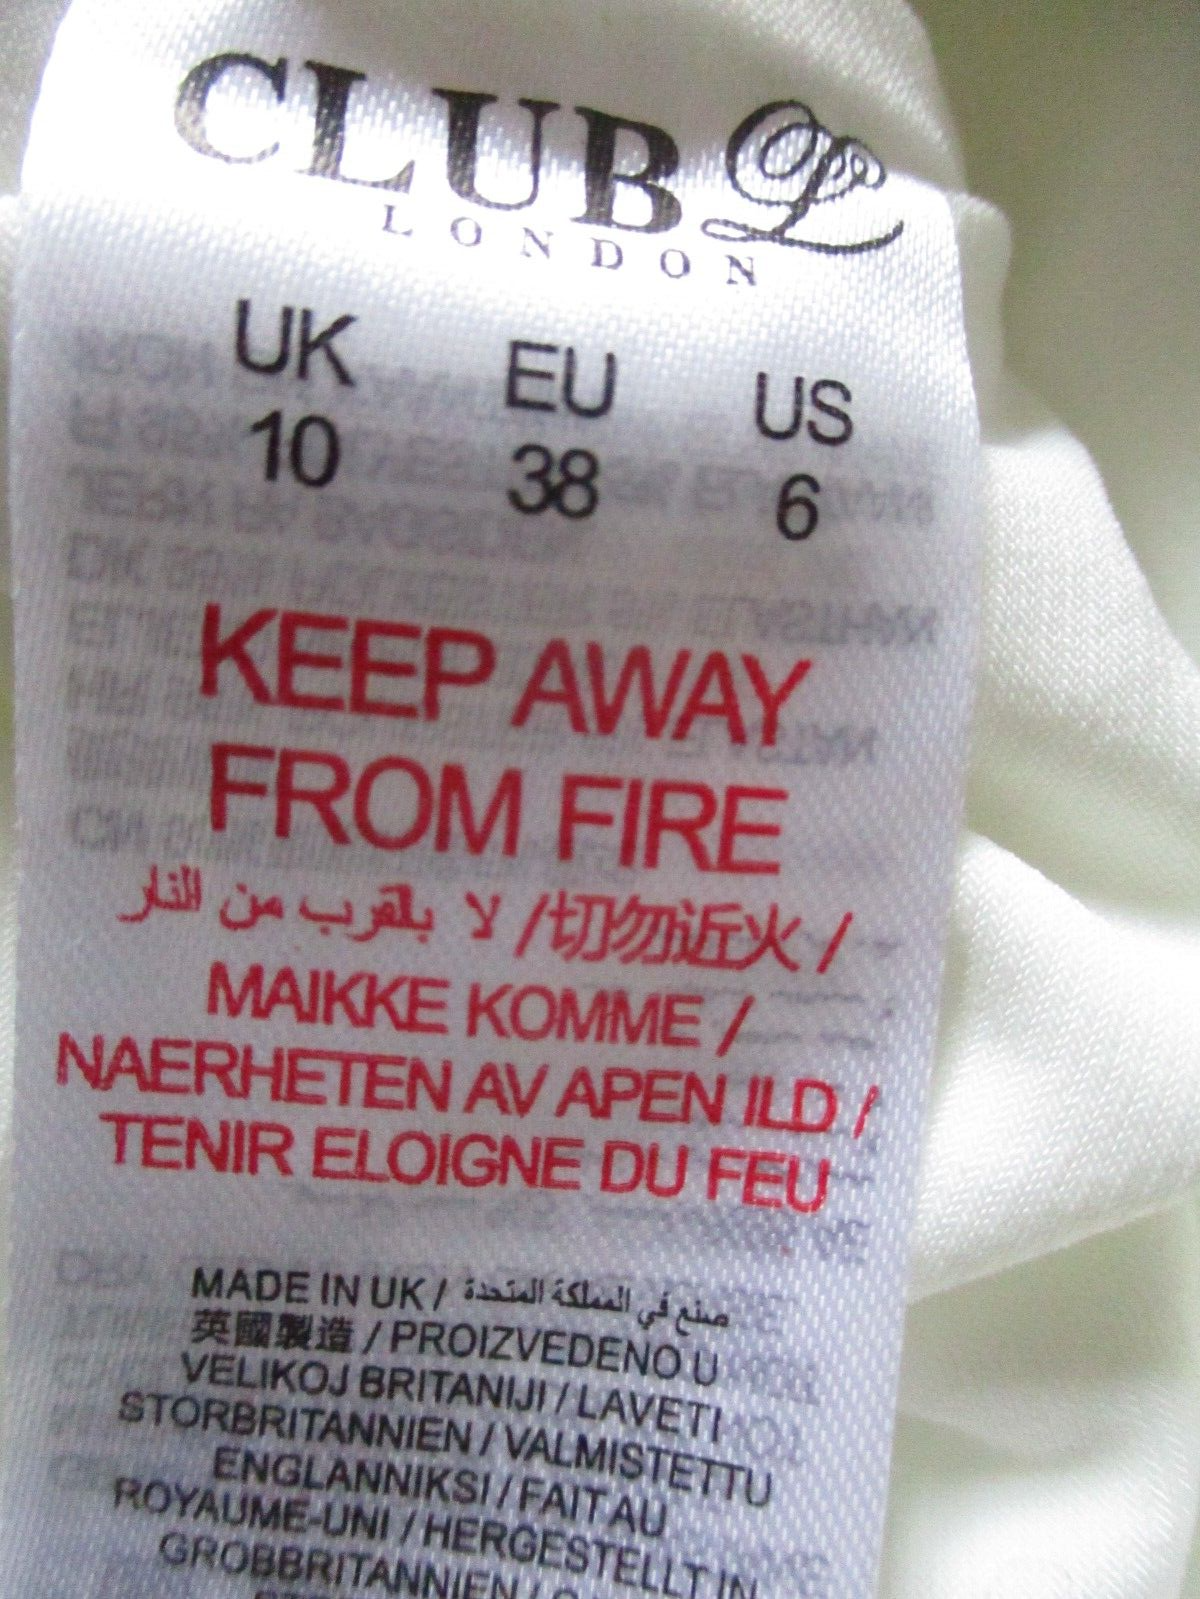 CLUB L
LONDON
UK EU US
10 38 6
KEEP AWAY
FROM FIRE
لا بالقرب من النار /切勿近火 /
MAIKKE KOMME /
NAERHETEN AV APEN ILD /
TENIR ELOIGNE DU FEU
MADE IN UK / صنع في المملكة المتحدة
英國製造 / PROIZVEDENO U
VELIKOJ BRITANIJI / LAVETI
STORBRITANNIEN / VALMISTETTU
ENGLANNIKSI / FAIT AU
ROYAUME-UNI / HERGESTELLT IN
GROBBRITANNIEN /